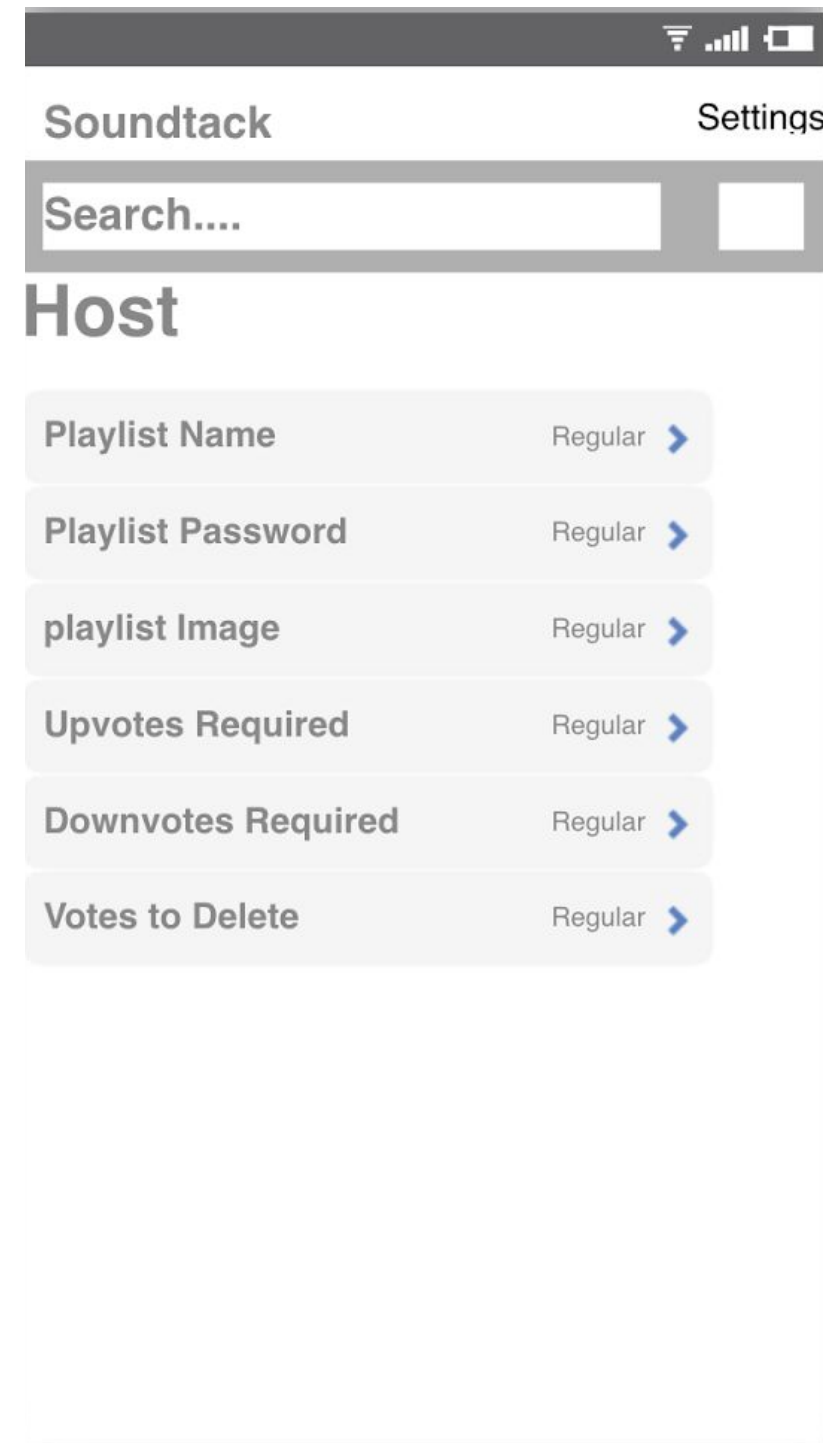 Soundtack Settings
Search....
Host
Playlist Name Regular
Playlist Password Regular
playlist Image Regular
Upvotes Required Regular
Downvotes Required Regular
Votes to Delete Regular